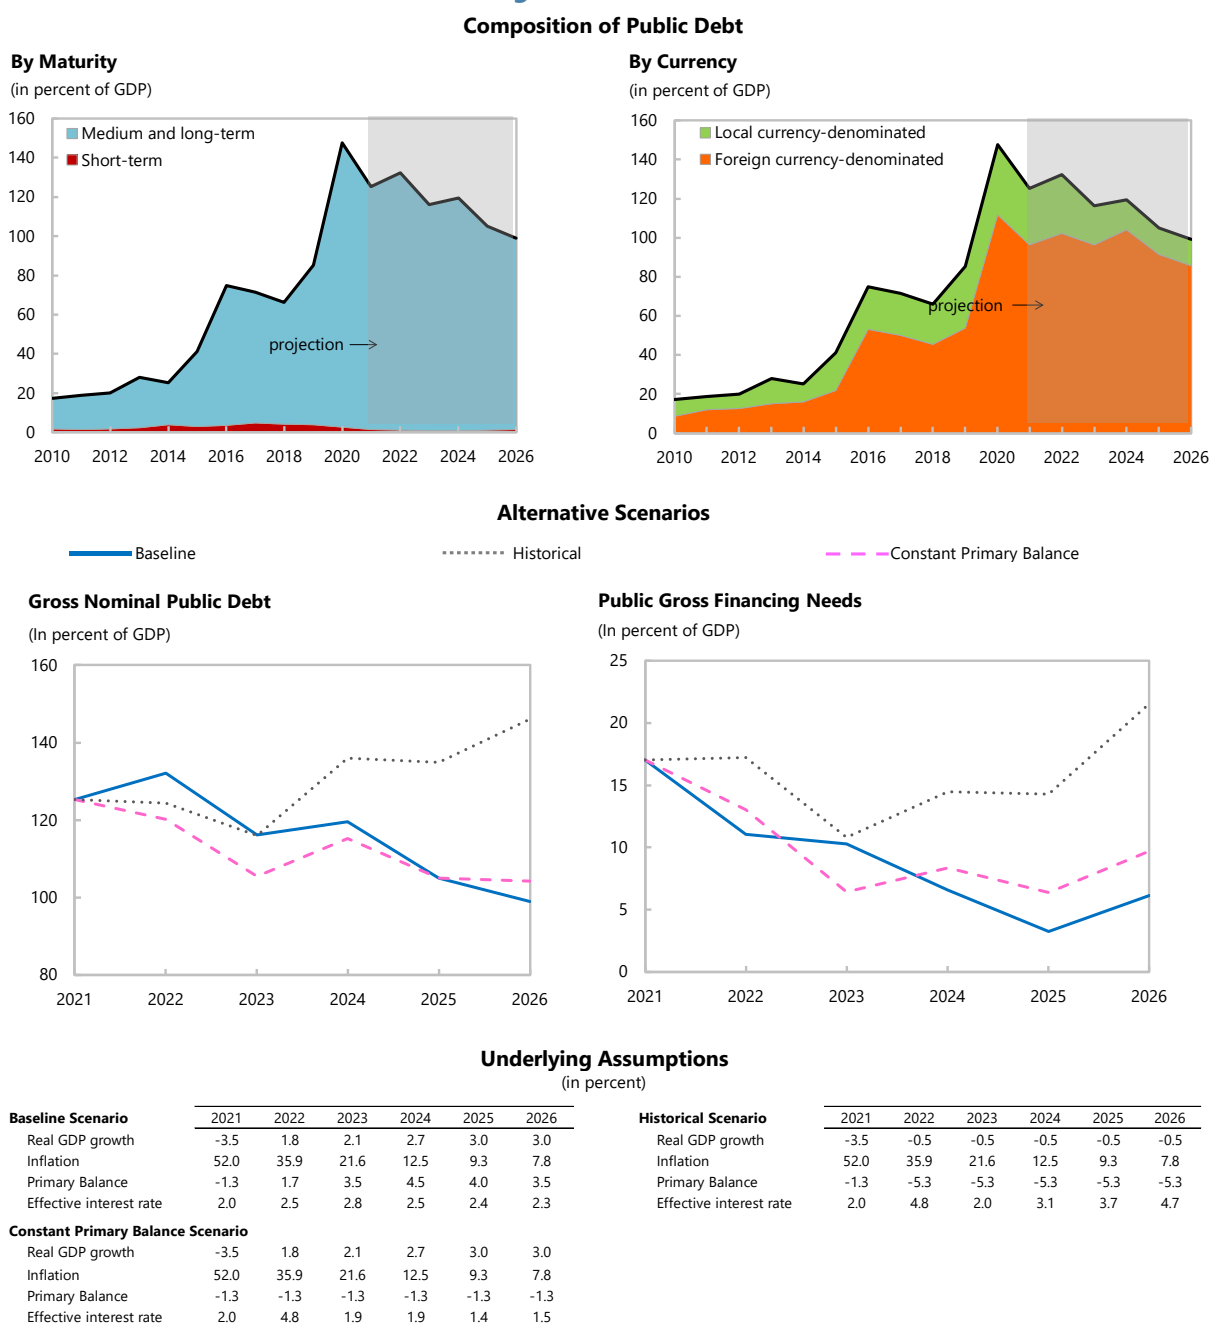 Composition of Public Debt
By Maturity
(in percent of GDP)
160
140
120
100
80
60
40
20
0
Medium and long-term
Short-term
projection
2010 2012 2014 2016 2018 2020 2022 2024 2026
By Currency
(in percent of GDP)
160
140
120
100
80
60
40
20
0
Local currency-denominated
Foreign currency-denominated
projection
2010 2012 2014 2016 2018 2020 2022 2024 2026
Alternative Scenarios
Baseline Historical Constant Primary Balance
Gross Nominal Public Debt
(In percent of GDP)
160
140
120
100
80
2021 2022 2023 2024 2025 2026
Public Gross Financing Needs
(In percent of GDP)
25
20
15
10
5
0
2021 2022 2023 2024 2025 2026
Underlying Assumptions
(in percent)
Baseline Scenario 2021 2022 2023 2024 2025 2026
Real GDP growth -3.5 1.8 2.1 2.7 3.0 3.0
Inflation 52.0 35.9 21.6 12.5 9.3 7.8
Primary Balance -1.3 1.7 3.5 4.5 4.0 3.5
Effective interest rate 2.0 2.5 2.8 2.5 2.4 2.3
Constant Primary Balance Scenario
Real GDP growth -3.5 1.8 2.1 2.7 3.0 3.0
Inflation 52.0 35.9 21.6 12.5 9.3 7.8
Primary Balance -1.3 -1.3 -1.3 -1.3 -1.3 -1.3
Effective interest rate 2.0 4.8 1.9 1.9 1.4 1.5
Historical Scenario 2021 2022 2023 2024 2025 2026
Real GDP growth -3.5 -0.5 -0.5 -0.5 -0.5 -0.5
Inflation 52.0 35.9 21.6 12.5 9.3 7.8
Primary Balance -1.3 -5.3 -5.3 -5.3 -5.3 -5.3
Effective interest rate 2.0 4.8 2.0 3.1 3.7 4.7